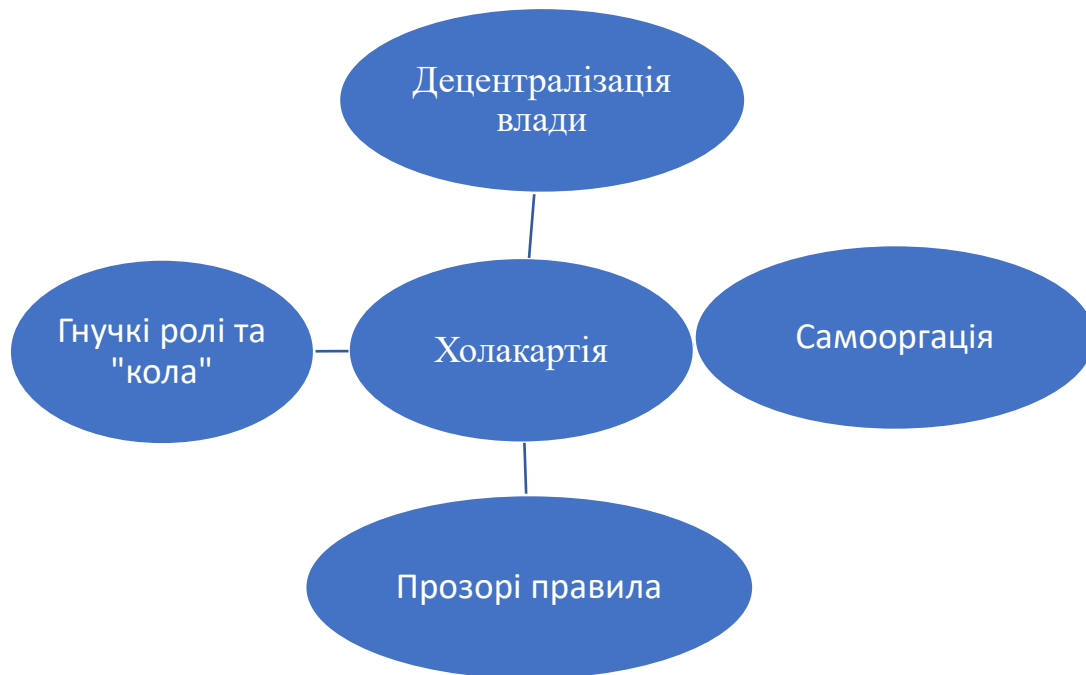 Децентралізація
влади
Гнучкі ролі та
"кола"
Холакартія
Самооргація
Прозорі правила